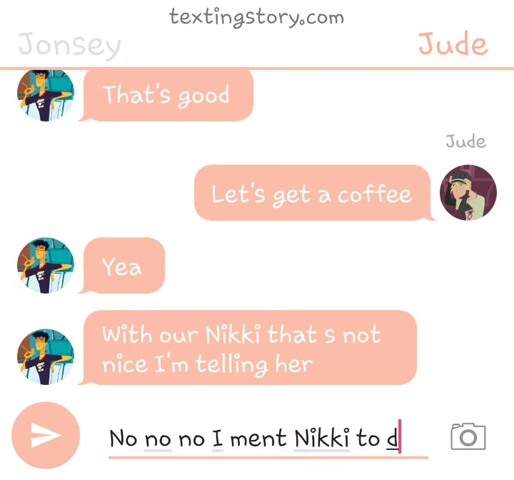 textingstory.com
Jonsey
Jude
That's good
Jude
Let's get a coffee
Yea
With our Nikki that s not
nice I'm telling her
No no no I ment Nikki to d